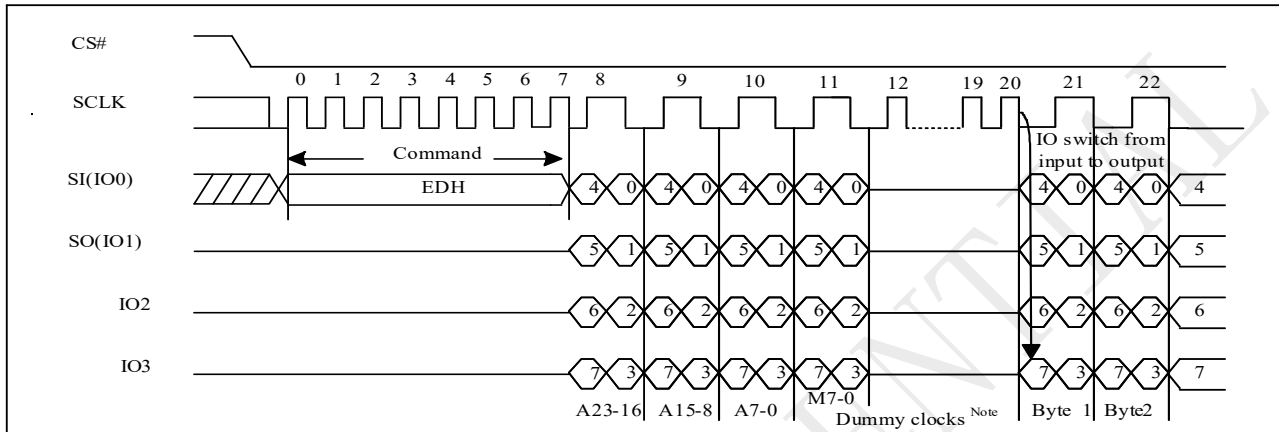 CS#
0 1 2 3 4 5 6 7 8 9 10 11 12 19 20 21 22
SCLK
IO switch from
input to output
Command
SI(IO0) EDH 4 0 4 0 4 0 4 0 4 0 4 0 4
SO(IO1) 5 1 5 1 5 1 5 1 5 1 5 1 5
IO2 6 2 6 2 6 2 6 2 6 2 6 2 6
IO3 7 3 7 3 7 3 7 3 7 3 7 3 7
A23-16 A15-8 A7-0 M7-0 Dummy clocks Note Byte 1 Byte2